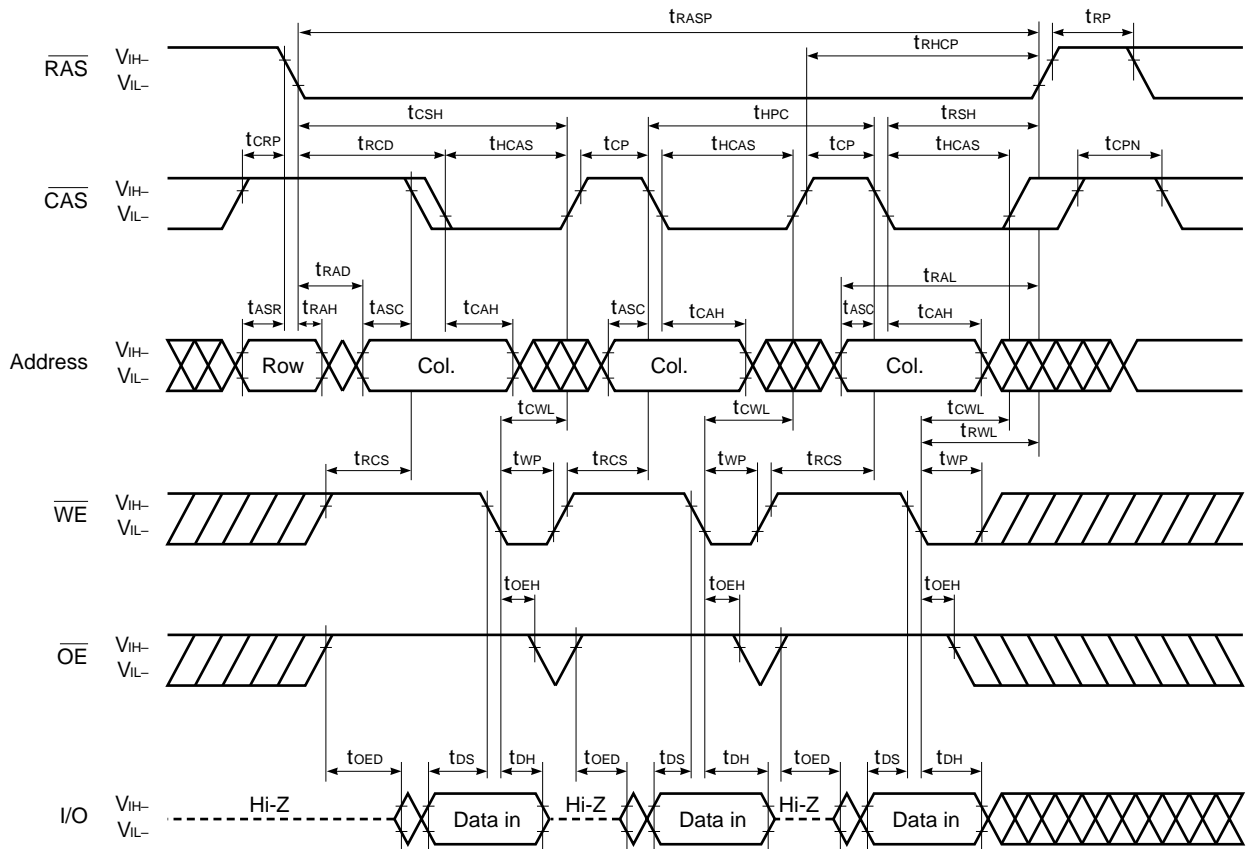 tRASP
tRP
tRHCP
RAS
VIH–
VIL–
tCSH
tHPC
tRSH
tCRP
tRCD
tHCAS
tCP
tHCAS
tCP
tHCAS
tCPN
CAS
VIH–
VIL–
tRAD
tRAL
tASR
tRAH
tASC
tCAH
tASC
tCAH
tASC
tCAH
Address
VIH–
VIL–
Row
Col.
Col.
Col.
tCWL
tCWL
tCWL
tRWL
tRCS
tWP
tRCS
tWP
tRCS
tWP
WE
VIH–
VIL–
tOEH
tOEH
tOEH
OE
VIH–
VIL–
tOED
tDS
tDH
tOED
tDS
tDH
tOED
tDS
tDH
I/O
VIH–
VIL–
Hi-Z
Data in
Hi-Z
Data in
Hi-Z
Data in